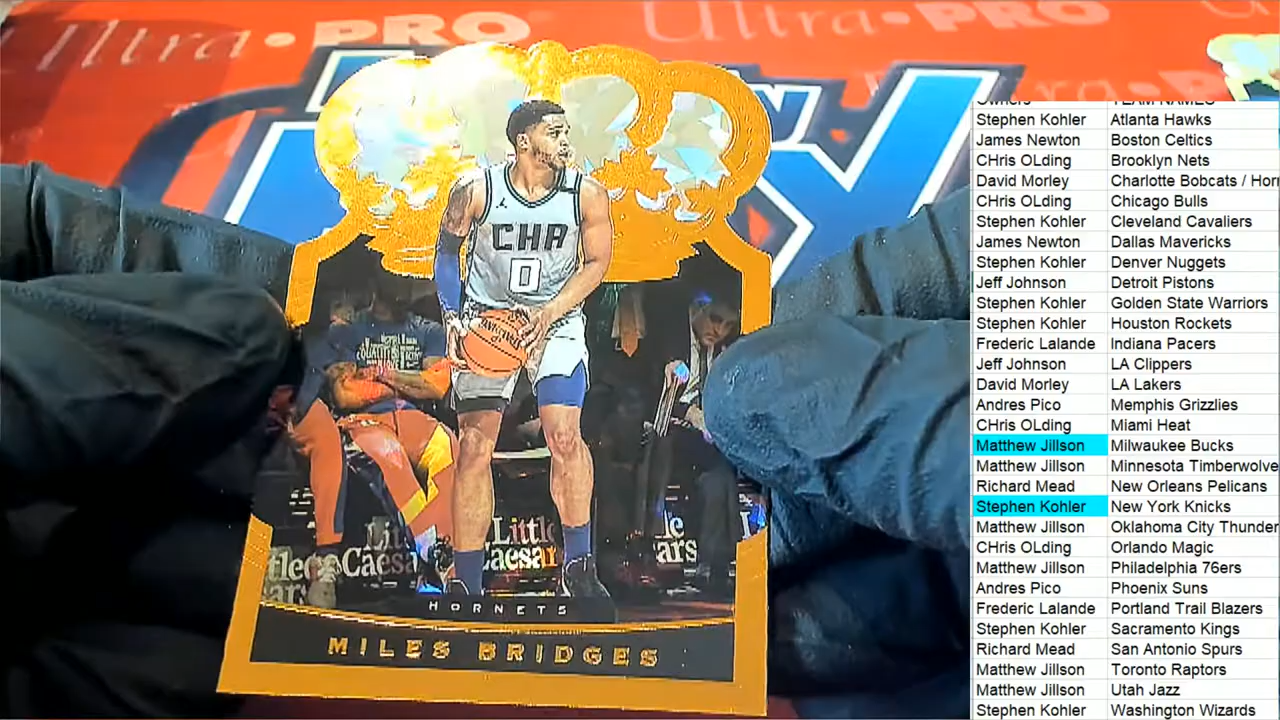 Ultra•PRO
Ultra•PRO
Ultra•PRO
CHA
0
Little
Caesar
Little
Caesa
HORNETS
MILES BRIDGES
Owners TEAM NAMES
Stephen Kohler Atlanta Hawks
James Newton Boston Celtics
CHris OLding Brooklyn Nets
David Morley Charlotte Bobcats / Horn
CHris OLding Chicago Bulls
Stephen Kohler Cleveland Cavaliers
James Newton Dallas Mavericks
Stephen Kohler Denver Nuggets
Jeff Johnson Detroit Pistons
Stephen Kohler Golden State Warriors
Stephen Kohler Houston Rockets
Frederic Lalande Indiana Pacers
Jeff Johnson LA Clippers
David Morley LA Lakers
Andres Pico Memphis Grizzlies
CHris OLding Miami Heat
Matthew Jillson Milwaukee Bucks
Matthew Jillson Minnesota Timberwolve
Richard Mead New Orleans Pelicans
Stephen Kohler New York Knicks
Matthew Jillson Oklahoma City Thunder
CHris OLding Orlando Magic
Matthew Jillson Philadelphia 76ers
Andres Pico Phoenix Suns
Frederic Lalande Portland Trail Blazers
Stephen Kohler Sacramento Kings
Richard Mead San Antonio Spurs
Matthew Jillson Toronto Raptors
Matthew Jillson Utah Jazz
Stephen Kohler Washington Wizards